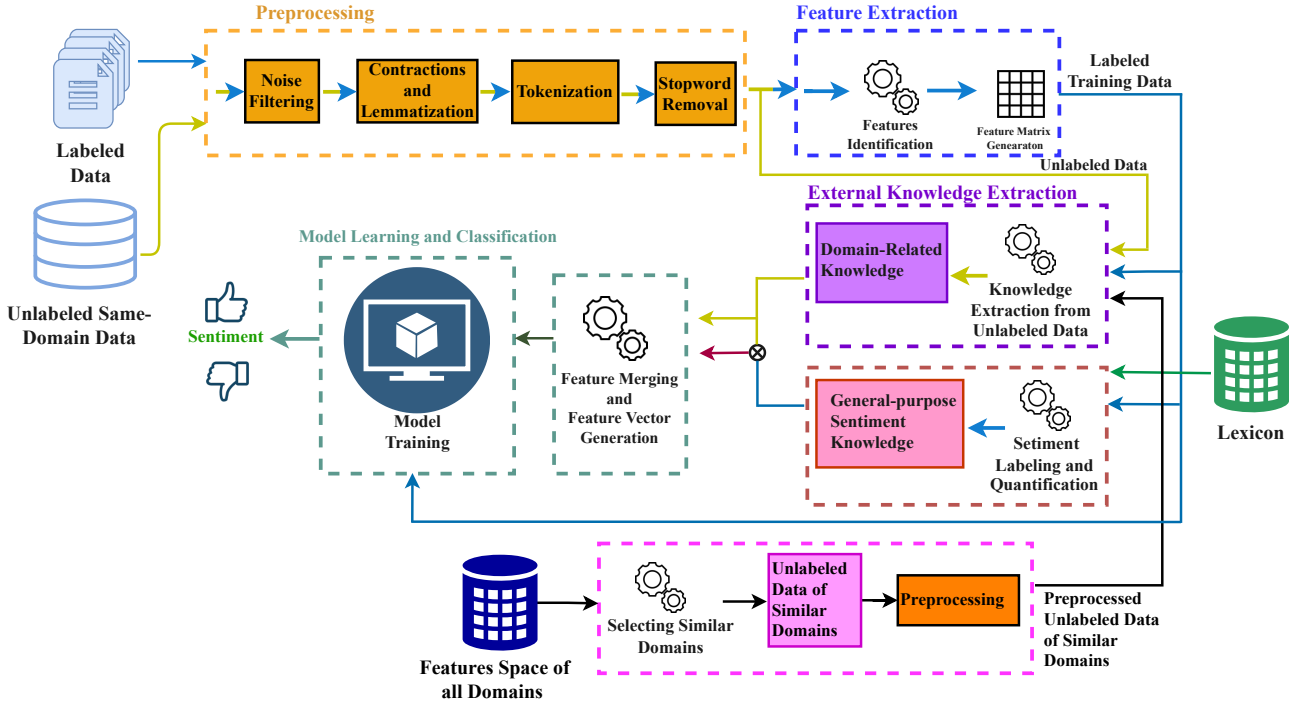 Preprocessing
Feature Extraction
Noise
Filtering
Contractions
and
Lemmatization
Tokenization
Stopword
Removal
Features
Identification
Feature Matrix
Genearaton
Labeled
Training Data
Labeled
Data
Unlabeled Data
External Knowledge Extraction
Domain-Related
Knowledge
Knowledge
Extraction from
Unlabeled Data
Model Learning and Classification
Unlabeled Same-
Domain Data
Sentiment
Model
Training
Feature Merging
and
Feature Vector
Generation
General-purpose
Sentiment
Knowledge
Setiment
Labeling and
Quantification
Lexicon
Features Space of
all Domains
Selecting Similar
Domains
Unlabeled
Data of
Similar
Domains
Preprocessing
Preprocessed
Unlabeled Data
of Similar
Domains